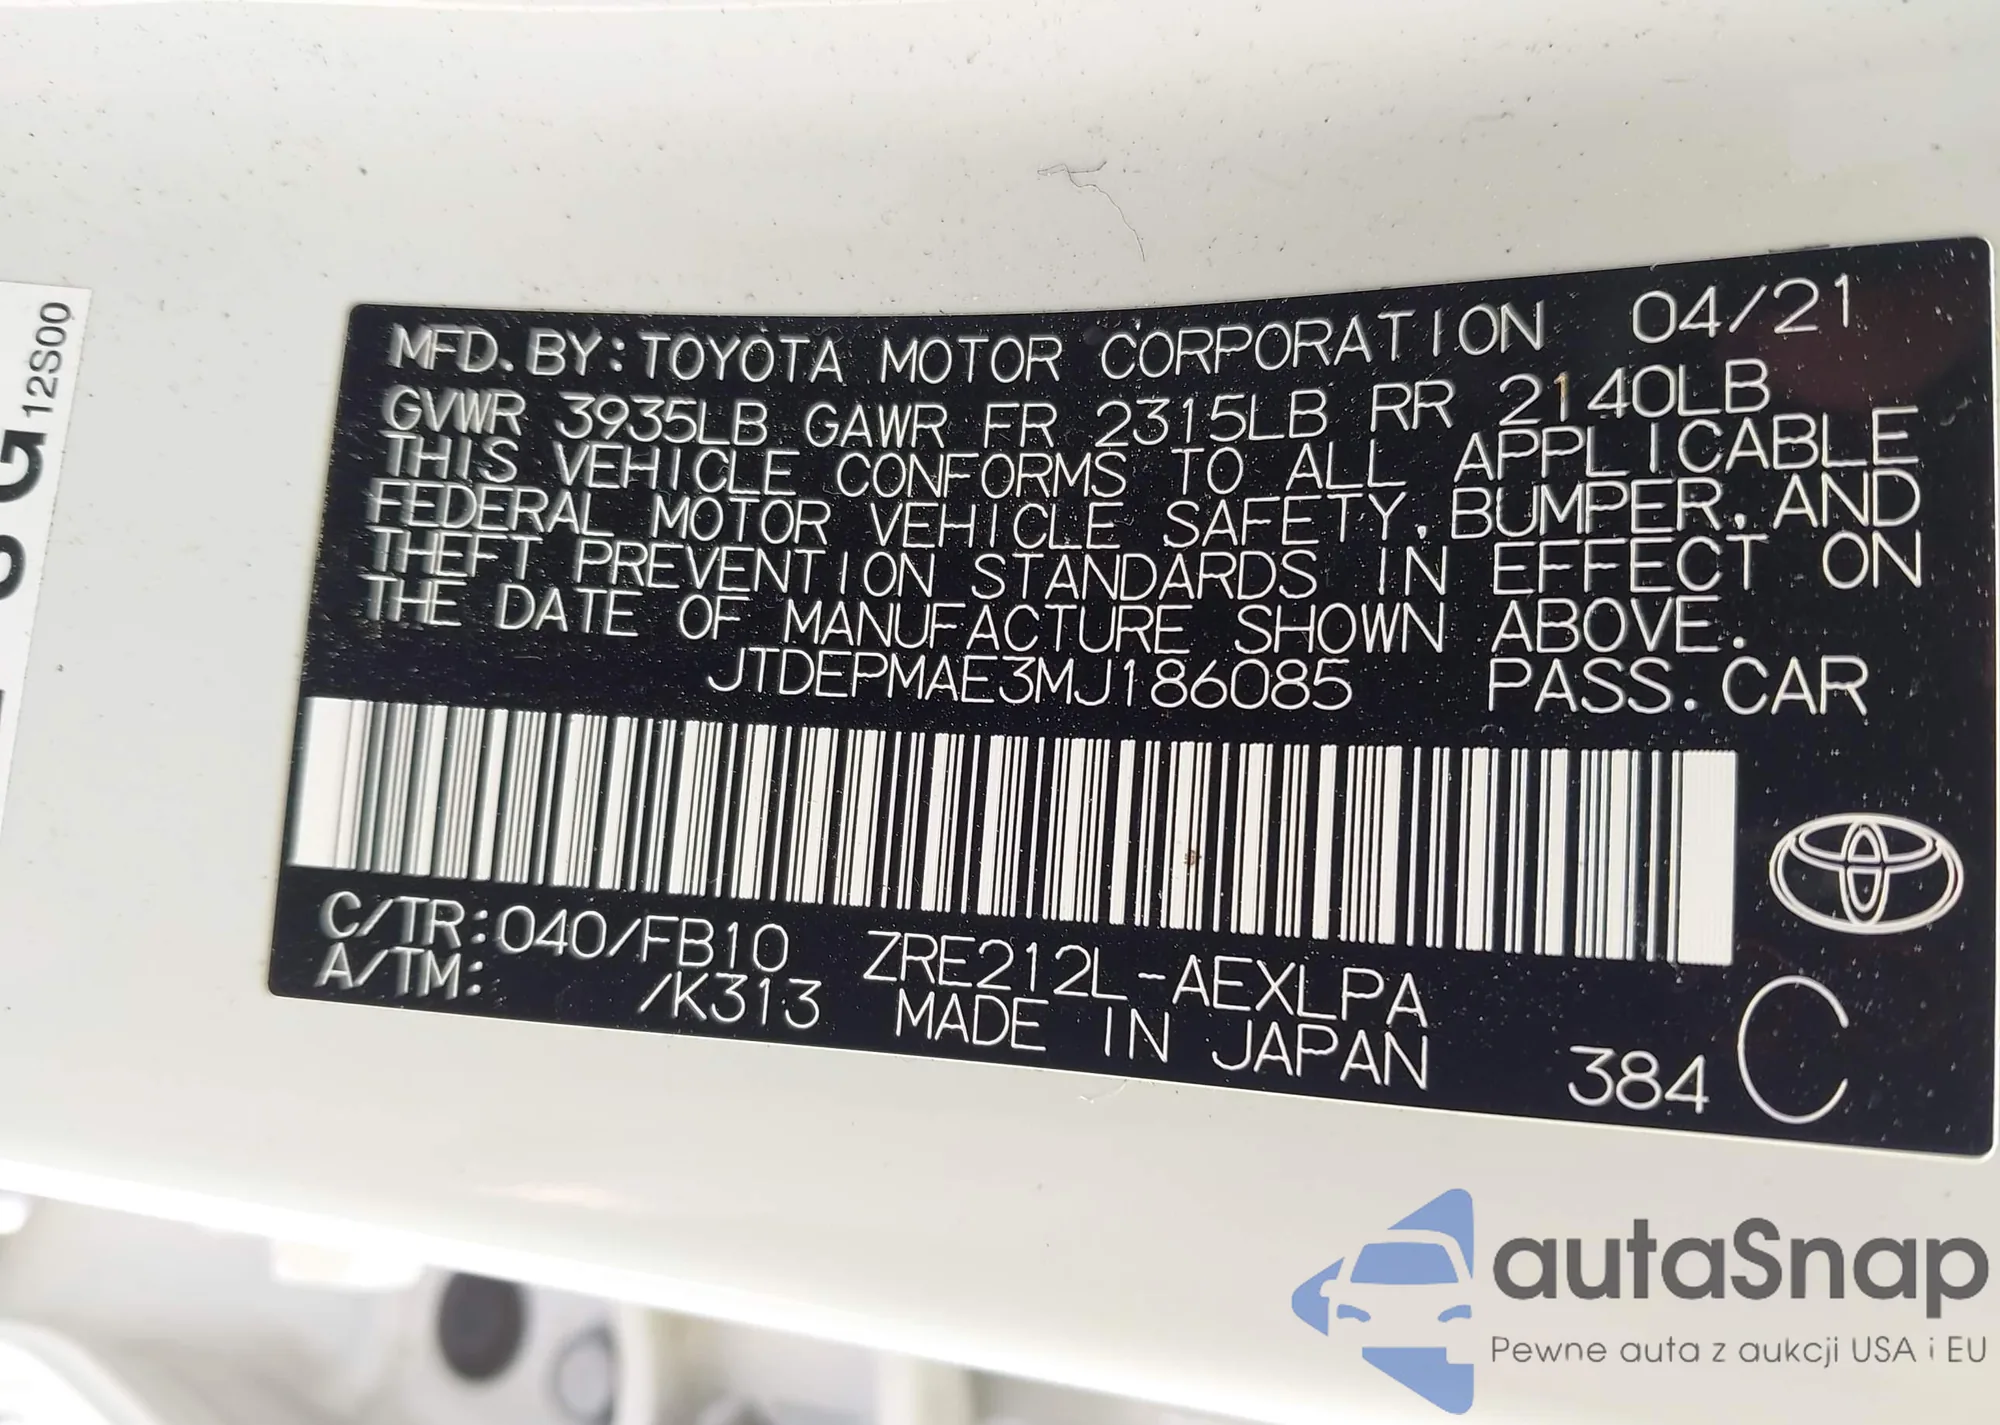 12S00
MFD. BY: TOYOTA MOTOR CORPORATION 04/21
GVWR 3935LB GAWR FR 2315LB RR 2140LB
THIS VEHICLE CONFORMS TO ALL APPLICABLE
FEDERAL MOTOR VEHICLE SAFETY, BUMPER, AND
THEFT PREVENTION STANDARDS IN EFFECT ON
THE DATE OF MANUFACTURE SHOWN ABOVE.
JTDEPMAE3MJ186085 PASS. CAR
C/TR: 040/FB10 ZRE212L-AEXLPA
A/TM: /K313 MADE IN JAPAN 384 C
autaSnap
Pewne auta z aukcji USA i EU